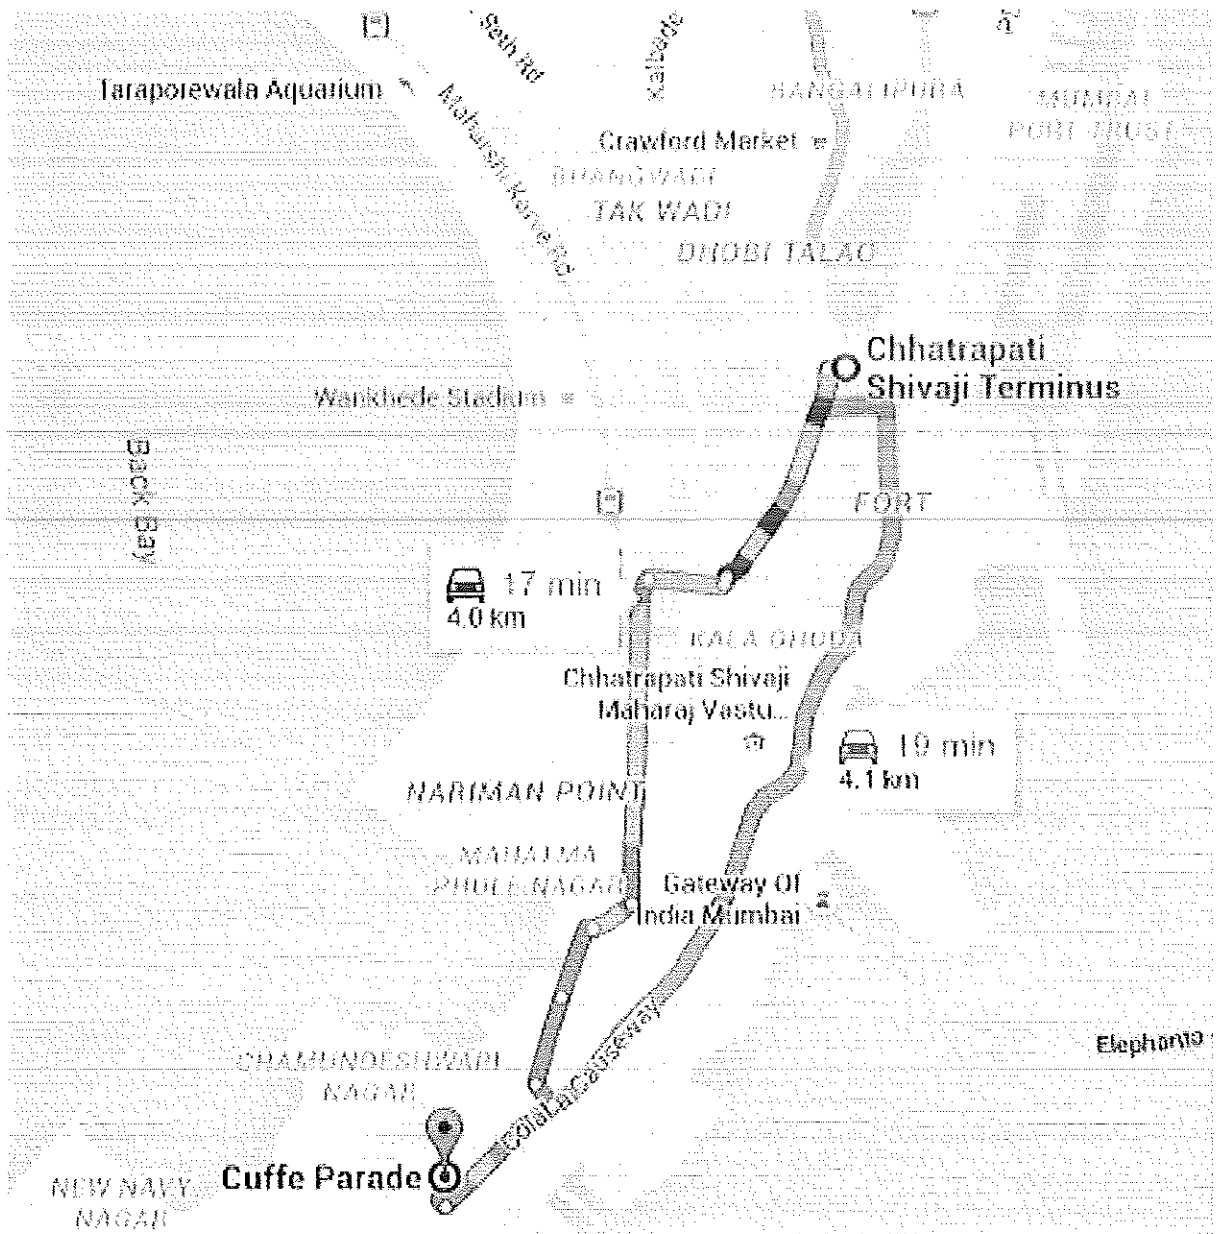 Seth Rd
Kalbade
Taraporewala Aquarium
Maharshi Karve Rd
BANGALIPURA
MUMBAI
PORT TRUST
Crawford Market
BHANGWADI
TAK WADI
DHOBI TALAO
Chhatrapati
Shivaji Terminus
Wankhede Stadium
Back Bay
FORT
17 min
4.0 km
KALA GHODA
Chhatrapati Shivaji
Maharaj Vastu...
19 min
4.1 km
NARIMAN POINT
MAHATMA
PHULE NAGAR
Gateway Of
India Mumbai
Colaba Causeway
Elephanta
CHAMUNDESHWARI
NAGAR
Cuffe Parade
NEW NAVY
NAGAR